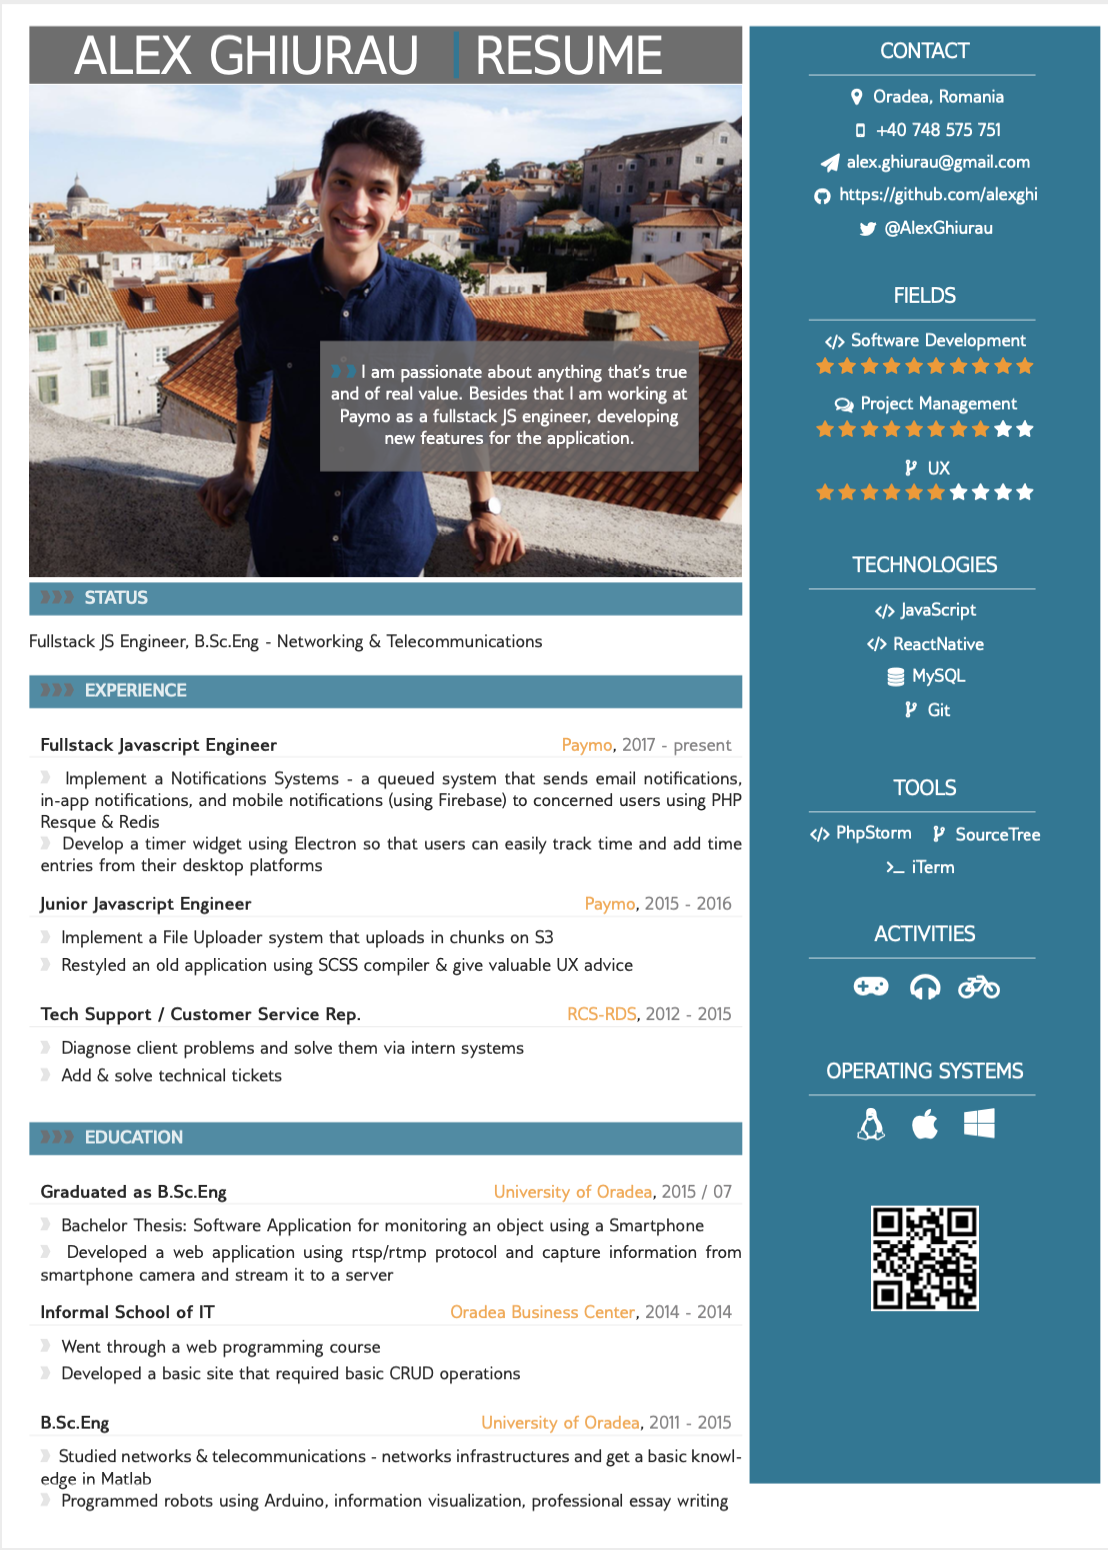 ALEX GHIURAU | RESUME
I am passionate about anything that's true
and of real value. Besides that I am working at
Paymo as a fullstack JS engineer, developing
new features for the application.
STATUS
Fullstack JS Engineer, B.Sc.Eng - Networking & Telecommunications
EXPERIENCE
Fullstack Javascript Engineer Paymo, 2017 - present
Implement a Notifications Systems - a queued system that sends email notifications,
in-app notifications, and mobile notifications (using Firebase) to concerned users using PHP
Resque & Redis
Develop a timer widget using Electron so that users can easily track time and add time
entries from their desktop platforms
Junior Javascript Engineer Paymo, 2015 - 2016
Implement a File Uploader system that uploads in chunks on S3
Restyled an old application using SCSS compiler & give valuable UX advice
Tech Support / Customer Service Rep. RCS-RDS, 2012 - 2015
Diagnose client problems and solve them via intern systems
Add & solve technical tickets
EDUCATION
Graduated as B.Sc.Eng University of Oradea, 2015 / 07
Bachelor Thesis: Software Application for monitoring an object using a Smartphone
Developed a web application using rtsp/rtmp protocol and capture information from
smartphone camera and stream it to a server
Informal School of IT Oradea Business Center, 2014 - 2014
Went through a web programming course
Developed a basic site that required basic CRUD operations
B.Sc.Eng University of Oradea, 2011 - 2015
Studied networks & telecommunications - networks infrastructures and get a basic knowl-
edge in Matlab
Programmed robots using Arduino, information visualization, professional essay writing
CONTACT
Oradea, Romania
+40 748 575 751
alex.ghiurau@gmail.com
https://github.com/alexghi
@AlexGhiurau
FIELDS
Software Development
Project Management
UX
TECHNOLOGIES
JavaScript
ReactNative
MySQL
Git
TOOLS
PhpStorm SourceTree
iTerm
ACTIVITIES
OPERATING SYSTEMS